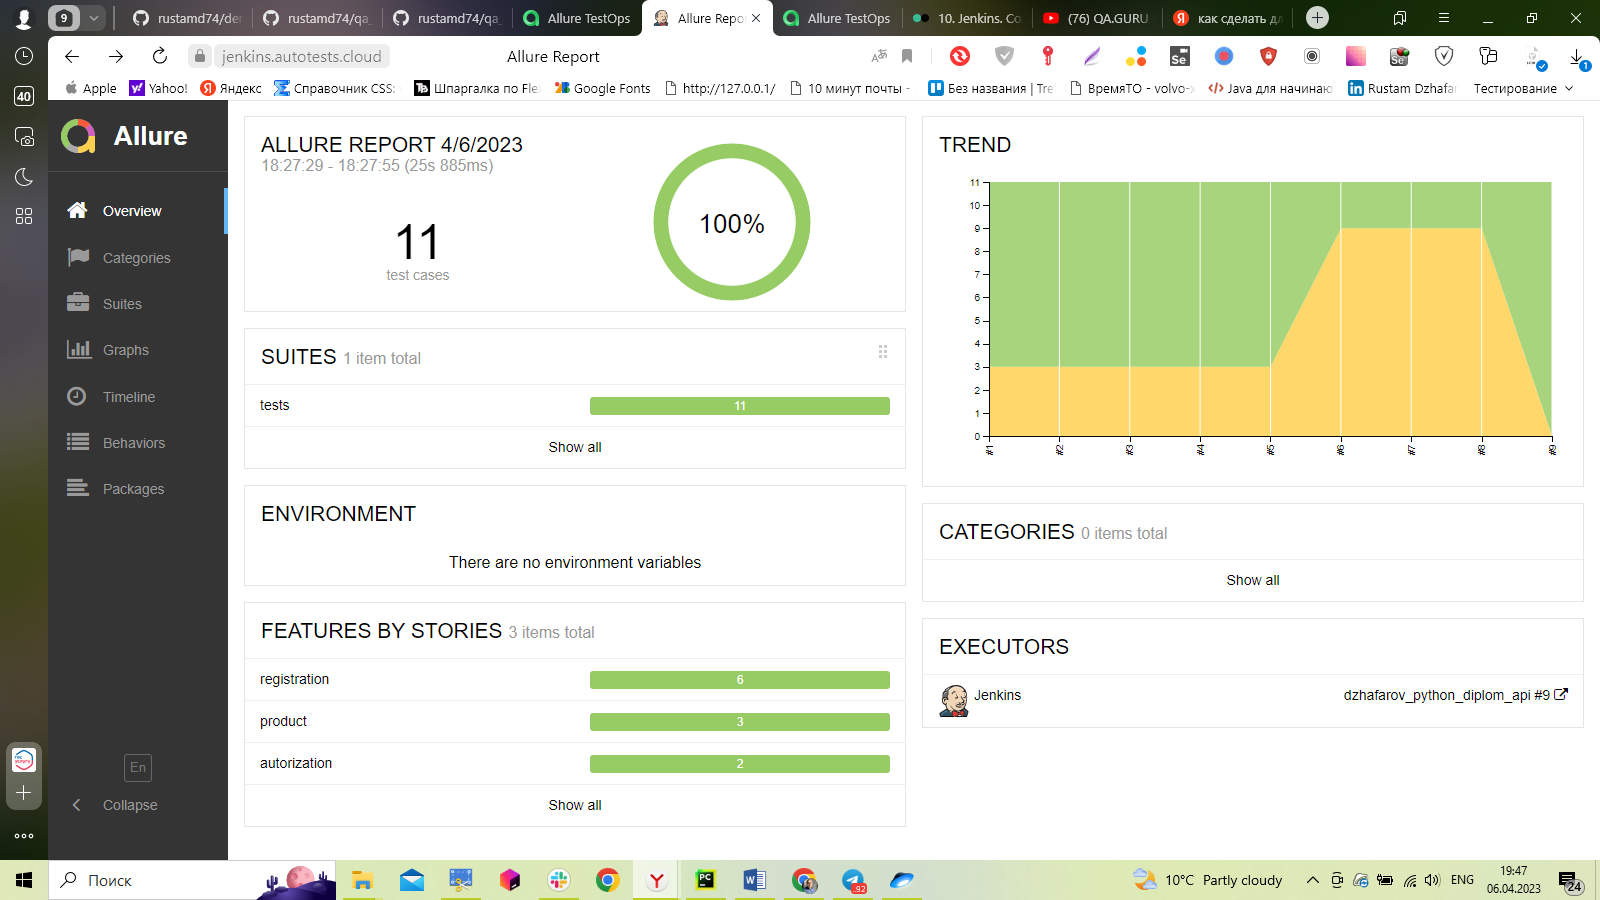 9
rustamd74/de
rustamd74/qa_
rustamd74/qa_
Allure TestOps
Allure Repo
Allure TestOps
10. Jenkins. Co
(76) QA.GURU
как сделать дл
jenkins.autotests.cloud
Allure Report
Apple
Yahoo!
Яндекс
Справочник CSS:
Шпаргалка по Fle
Google Fonts
http://127.0.0.1/
10 минут почты -
Без названия | Tre
ВремяТО - volvo-
Java для начинаю
Rustam Dzhafa
Тестирование
40
Allure
Overview
Categories
Suites
Graphs
Timeline
Behaviors
Packages
En
Collapse
ALLURE REPORT 4/6/2023
18:27:29 - 18:27:55 (25s 885ms)
11
test cases
100%
SUITES 1 item total
tests
11
Show all
ENVIRONMENT
There are no environment variables
FEATURES BY STORIES 3 items total
registration
6
product
3
autorization
2
Show all
TREND
11
10
9
8
7
6
5
4
3
2
1
0
#1
#2
#3
#4
#5
#6
#7
#8
#9
CATEGORIES 0 items total
Show all
EXECUTORS
Jenkins
dzhafarov_python_diplom_api #9
Поиск
92
10°C Partly cloudy
ENG
19:47
06.04.2023
24